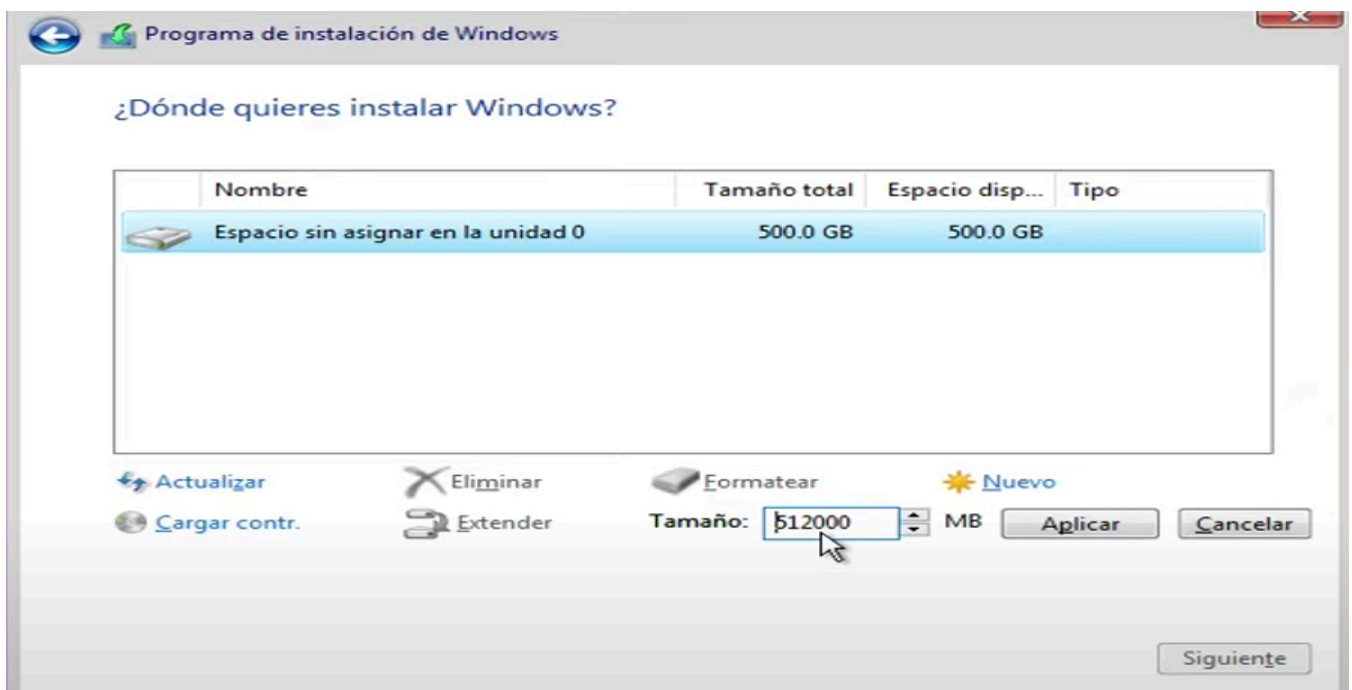 Programa de instalación de Windows
¿Dónde quieres instalar Windows?
Nombre Tamaño total Espacio disp... Tipo
Espacio sin asignar en la unidad 0 500.0 GB 500.0 GB
Actualizar Eliminar Formatear Nuevo
Cargar contr. Extender Tamaño: 512000 MB Aplicar Cancelar
Siguiente